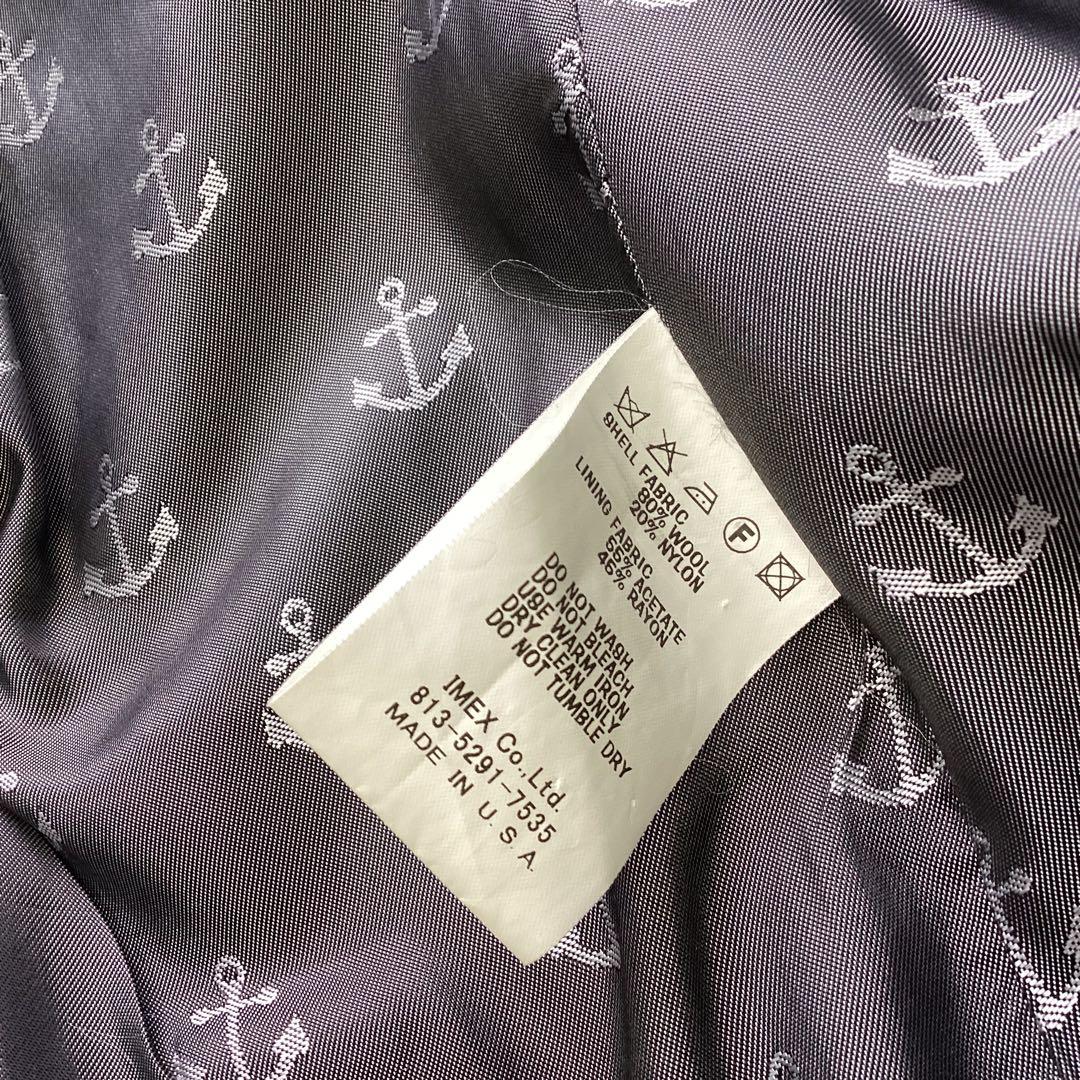 F
SHELL FABRIC
80% WOOL
20% NYLON
LINING FABRIC
55% ACETATE
45% RAYON
DO NOT WASH
DO NOT BLEACH
USE WARM IRON
DRY CLEAN ONLY
DO NOT TUMBLE DRY
IMEX Co.,Ltd.
813-5291-7535
MADE IN U.S.A.